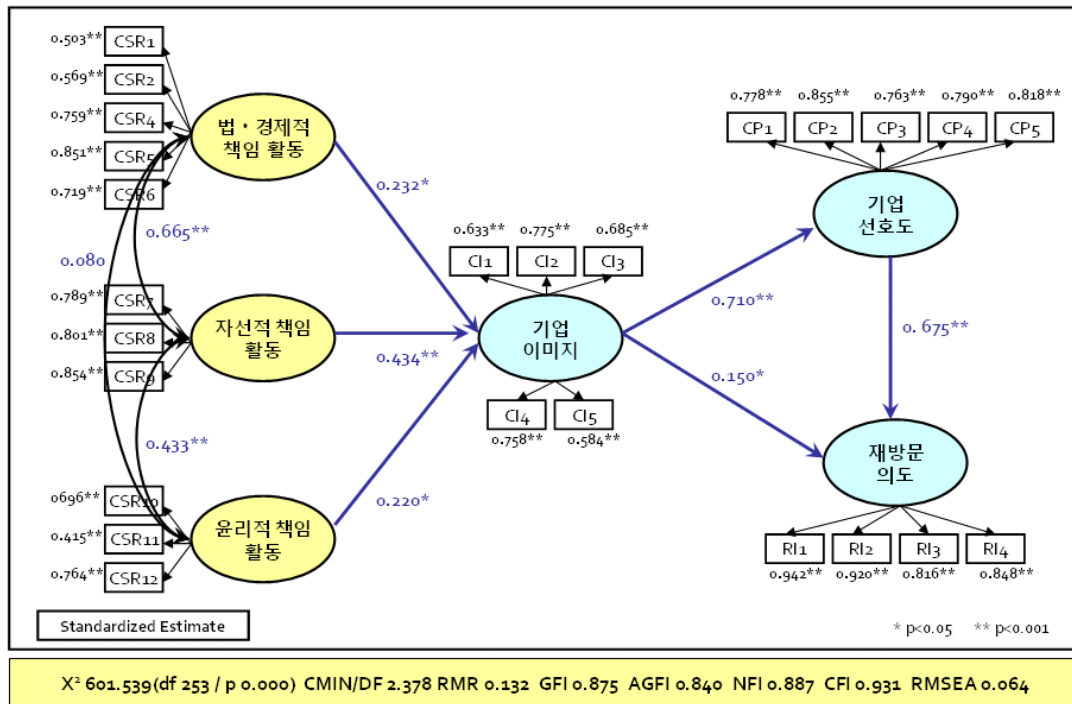 0.503** CSR1
0.569** CSR2
0.759** CSR4
0.851** CSR5
0.719** CSR6
법・경제적
책임 활동
0.665**
0.080
0.232*
0.789** CSR7
0.801** CSR8
0.854** CSR9
자선적 책임
활동
0.434**
0.433**
0696** CSR10
0.415** CSR11
0.764** CSR12
윤리적 책임
활동
0.220*
0.633** 0.775** 0.685**
CI1 CI2 CI3
기업
이미지
CI4 CI5
0.758** 0.584**
0.710**
0.150*
0.778** 0.855** 0.763** 0.790** 0.818**
CP1 CP2 CP3 CP4 CP5
기업
선호도
0. 675**
재방문
의도
RI1 RI2 RI3 RI4
0.942** 0.920** 0.816** 0.848**
Standardized Estimate
* p<0.05 ** p<0.001
X² 601.539(df 253 / p 0.000) CMIN/DF 2.378 RMR 0.132 GFI 0.875 AGFI 0.840 NFI 0.887 CFI 0.931 RMSEA 0.064